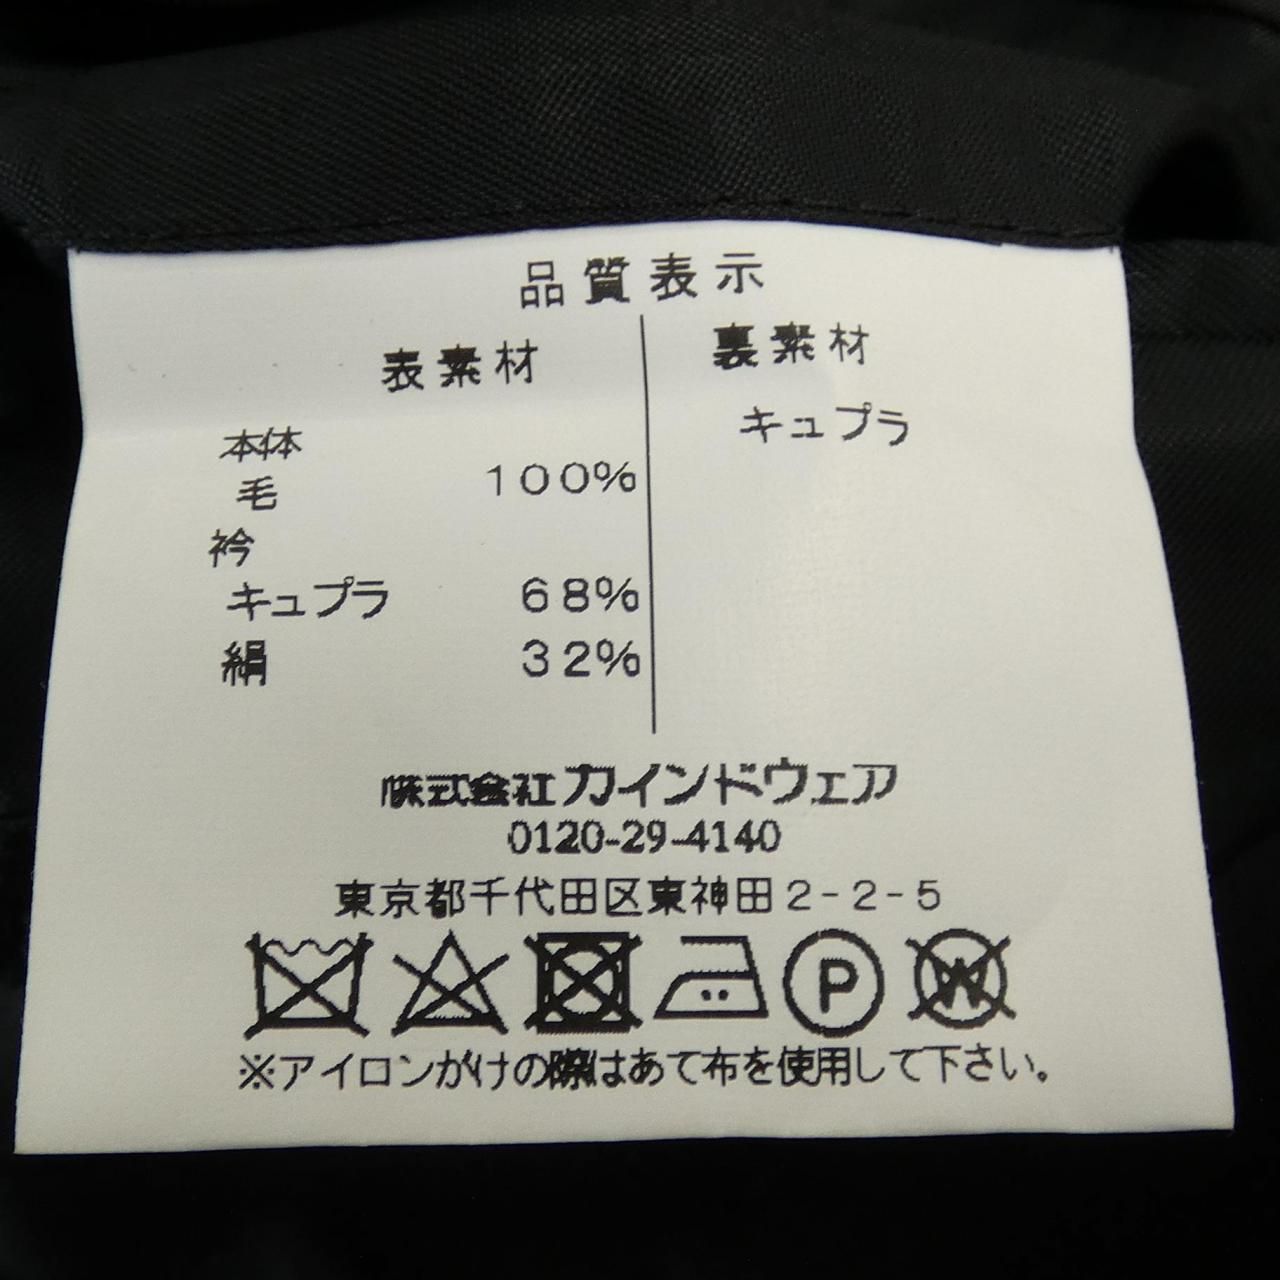 品質表示
表素材
本体
毛 100%
衿
キュプラ 68%
絹 32%
裏素材
キュプラ
株式会社カインドウェア
0120-29-4140
東京都千代田区東神田2-2-5
P W
※アイロンがけの際はあて布を使用して下さい。